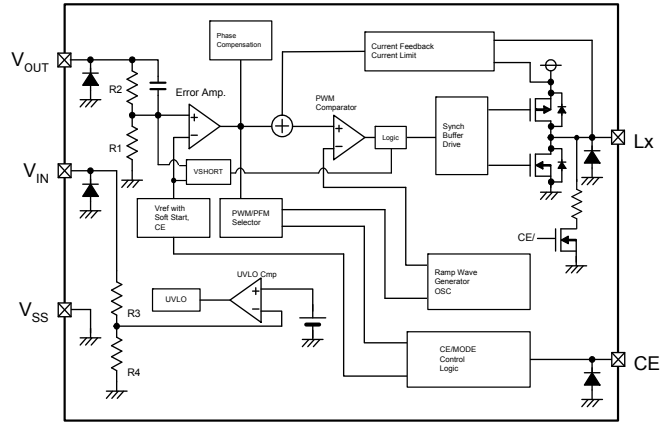 Phase
Compensation
Current Feedback
Current Limit
VOUT
R2
Error Amp.
PWM
Comparator
Logic
Synch
Buffer
Drive
Lx
R1
VSHORT
VIN
Vref with
Soft Start,
CE
PWM/PFM
Selector
CE/
UVLO Cmp
Ramp Wave
Generator
OSC
UVLO
VSS
R3
R4
CE/MODE
Control
Logic
CE